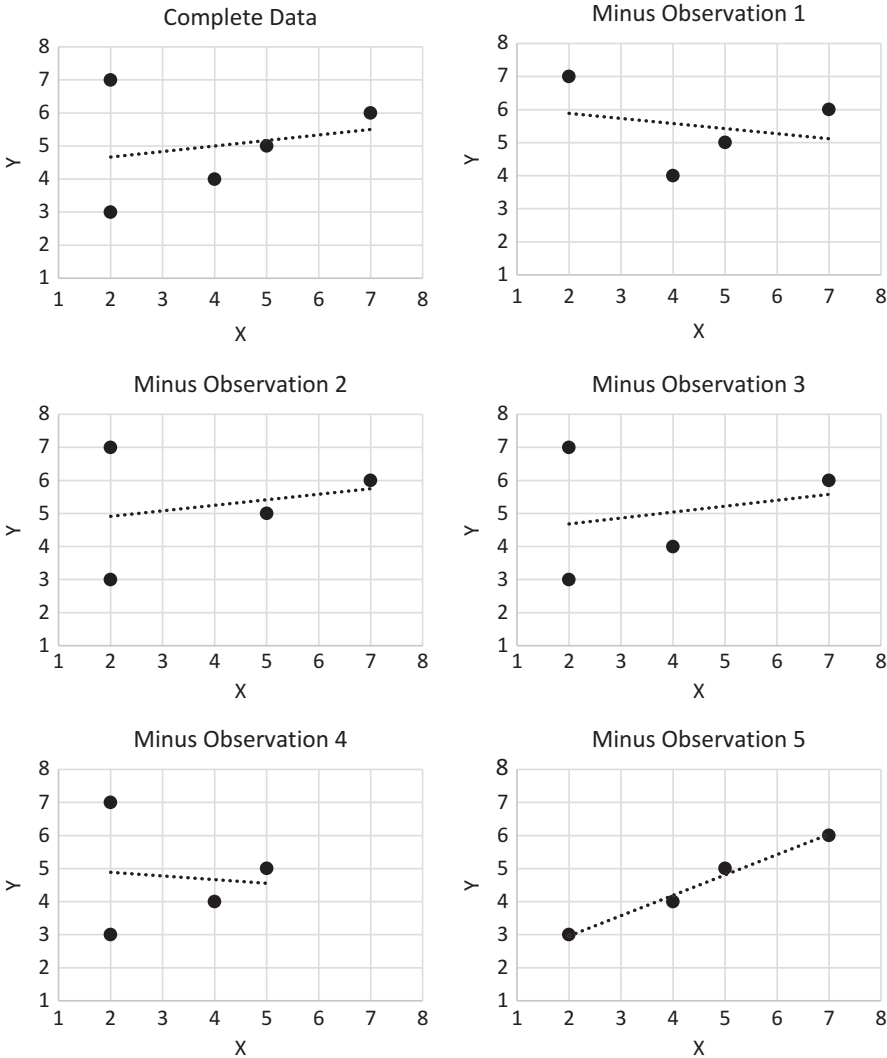 Complete Data
8
7
6
5
4
3
2
1
Y
1 2 3 4 5 6 7 8
X
Minus Observation 1
8
7
6
5
4
3
2
1
Y
1 2 3 4 5 6 7 8
X
Minus Observation 2
8
7
6
5
4
3
2
1
Y
1 2 3 4 5 6 7 8
X
Minus Observation 3
8
7
6
5
4
3
2
1
Y
1 2 3 4 5 6 7 8
X
Minus Observation 4
8
7
6
5
4
3
2
1
Y
1 2 3 4 5 6 7 8
X
Minus Observation 5
8
7
6
5
4
3
2
1
Y
1 2 3 4 5 6 7 8
X